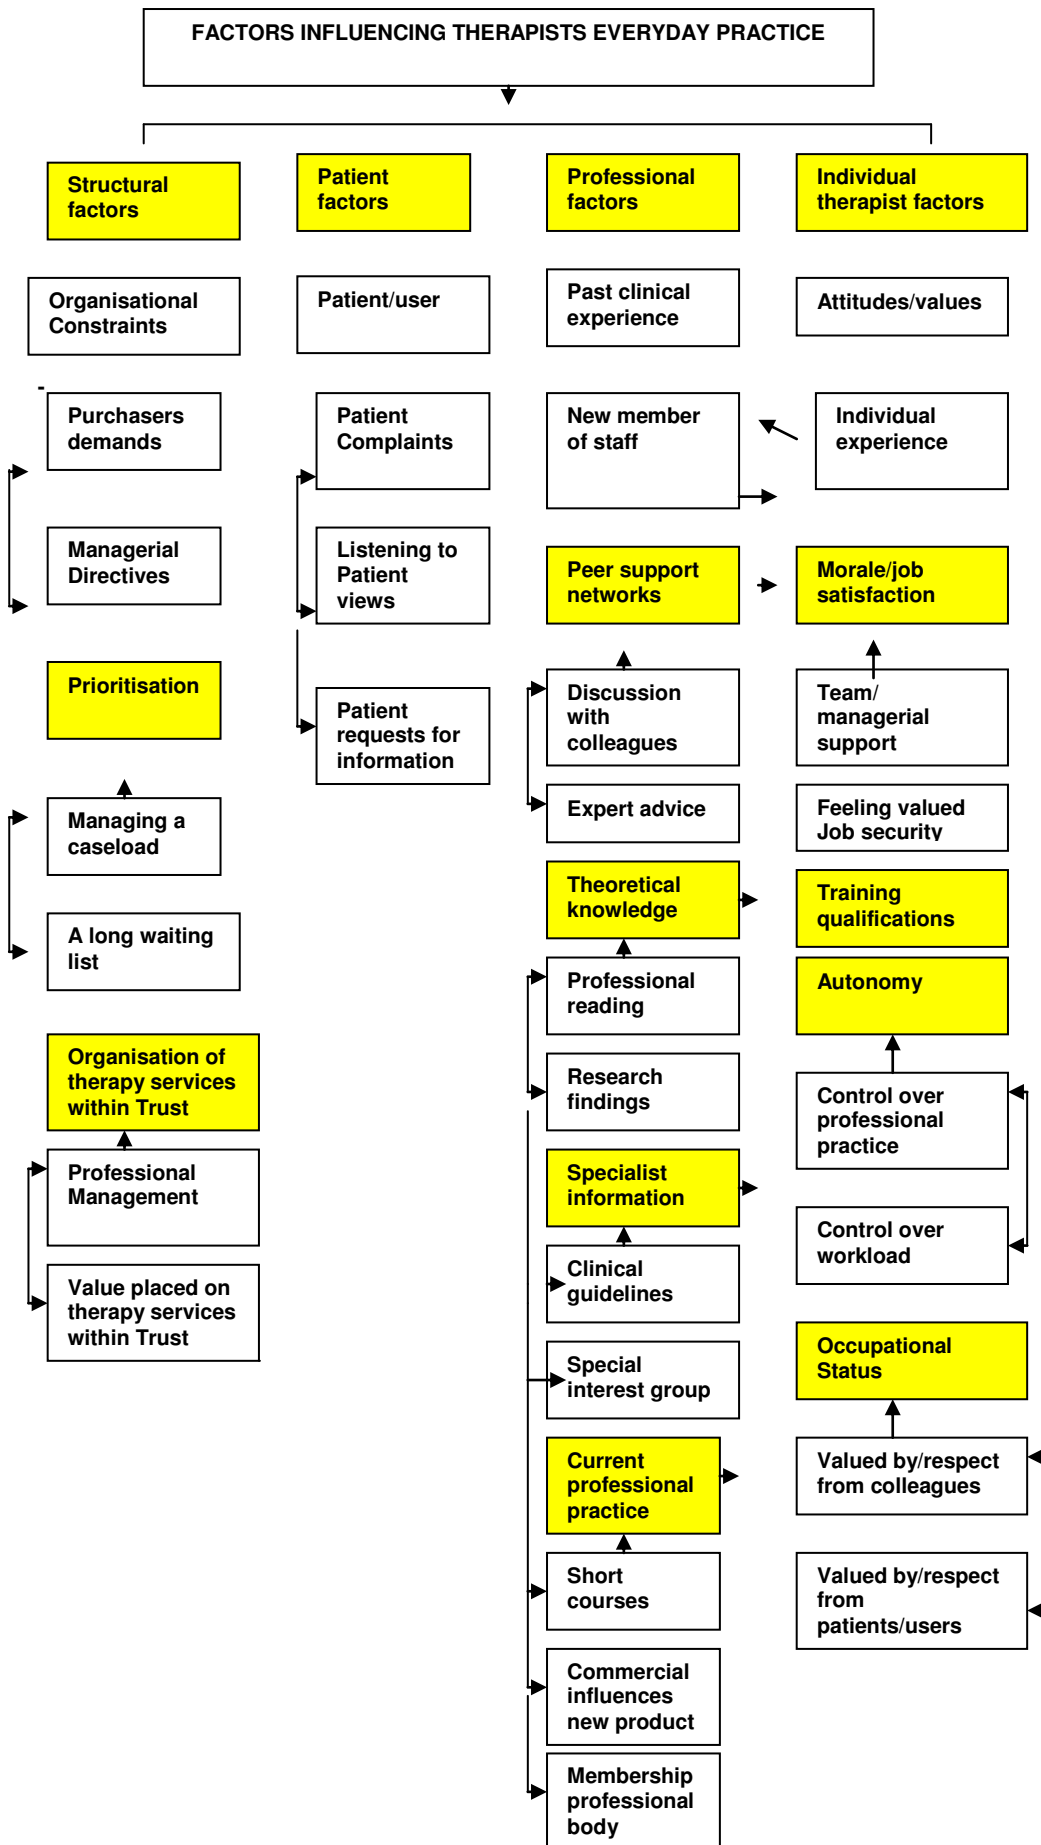 FACTORS INFLUENCING THERAPISTS EVERYDAY PRACTICE
Structural
factors
Organisational
Constraints
-
Purchasers
demands
Managerial
Directives
Prioritisation
Managing a
caseload
A long waiting
list
Organisation of
therapy services
within Trust
Professional
Management
Value placed on
therapy services
within Trust
Patient
factors
Patient/user
Patient
Complaints
Listening to
Patient
views
Patient
requests for
information
Professional
factors
Past clinical
experience
New member
of staff
Peer support
networks
Discussion
with
colleagues
Expert advice
Theoretical
knowledge
Professional
reading
Research
findings
Specialist
information
Clinical
guidelines
Special
interest group
Current
professional
practice
Short
courses
Commercial
influences
new product
Membership
professional
body
Individual
therapist factors
Attitudes/values
Individual
experience
Morale/job
satisfaction
Team/
managerial
support
Feeling valued
Job security
Training
qualifications
Autonomy
Control over
professional
practice
Control over
workload
Occupational
Status
Valued by/respect
from colleagues
Valued by/respect
from
patients/users